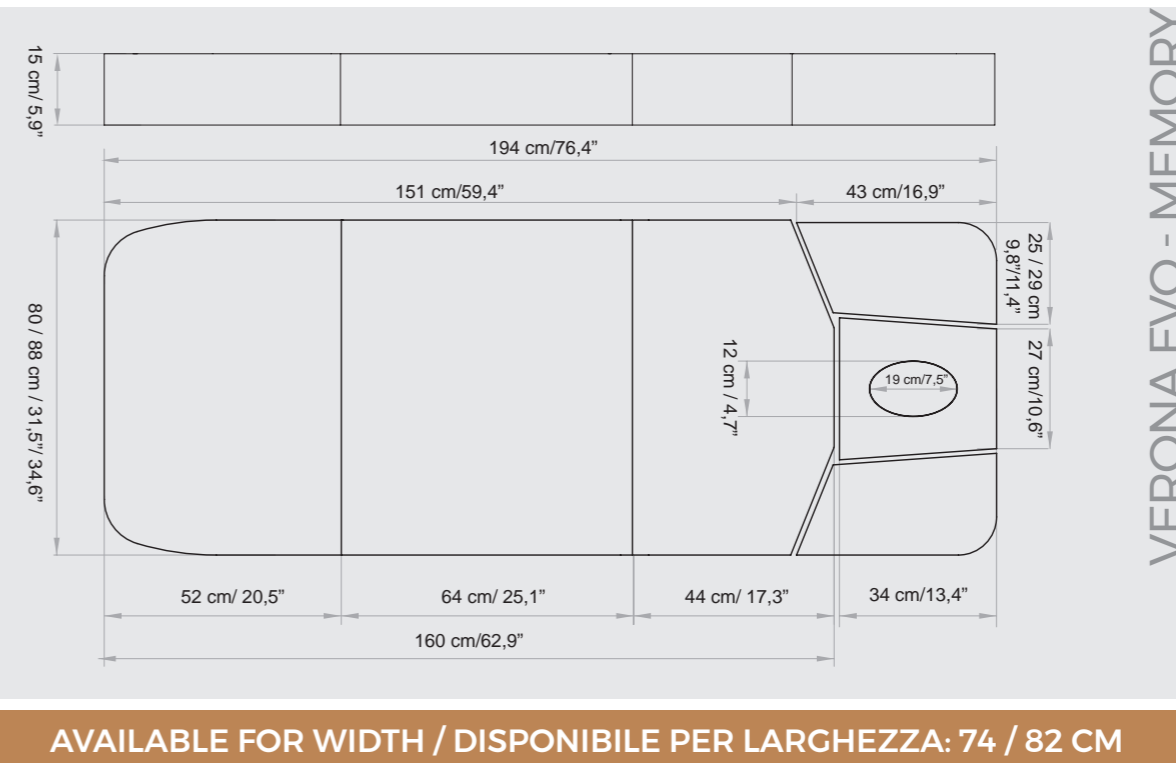 15 cm/ 5,9”
194 cm/76,4”
151 cm/59,4”
43 cm/16,9”
25 / 29 cm
9,8”/11,4”
80 / 88 cm / 31,5”/ 34,6”
12 cm / 4,7”
19 cm/7,5”
27 cm/10,6”
52 cm/ 20,5”
64 cm/ 25,1”
44 cm/ 17,3”
34 cm/13,4”
160 cm/62,9”
VERONA EVO - MEMORY
AVAILABLE FOR WIDTH / DISPONIBILE PER LARGHEZZA: 74 / 82 CM